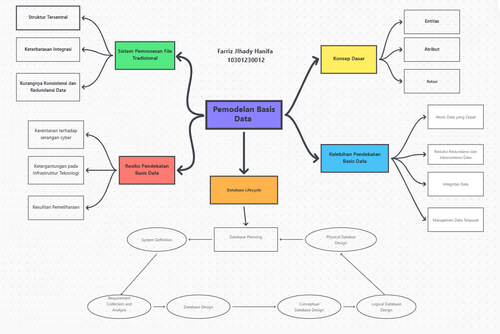 Struktur Tersentral
Keterbatasan Integrasi
Kurangnya Konsistensi dan
Redundansi Data
Sistem Pemrosesan File
Tradisional
Farriz Jlhady Hanifa
10301230012
Konsep Dasar
Entitas
Atribut
Relasi
Pemodelan Basis
Data
Kerentanan terhadap
serangan cyber
Ketergantungan pada
Infrastruktur Teknologi
Kesulitan Pemeliharaan
Resiko Pendekatan
Basis Data
Kelebihan Pendekatan
Basis Data
Akses Data yang Cepat
Reduksi Redundansi dan
Inkonsistensi Data
Integritas Data
Manajemen Data Terpusat
Database Lifecycle
System Definition
Database Planning
Physical Databse
Design
Requirement
Collection and
Analysis
Database Design
Conceptual
Database Design
Logical Database
Design